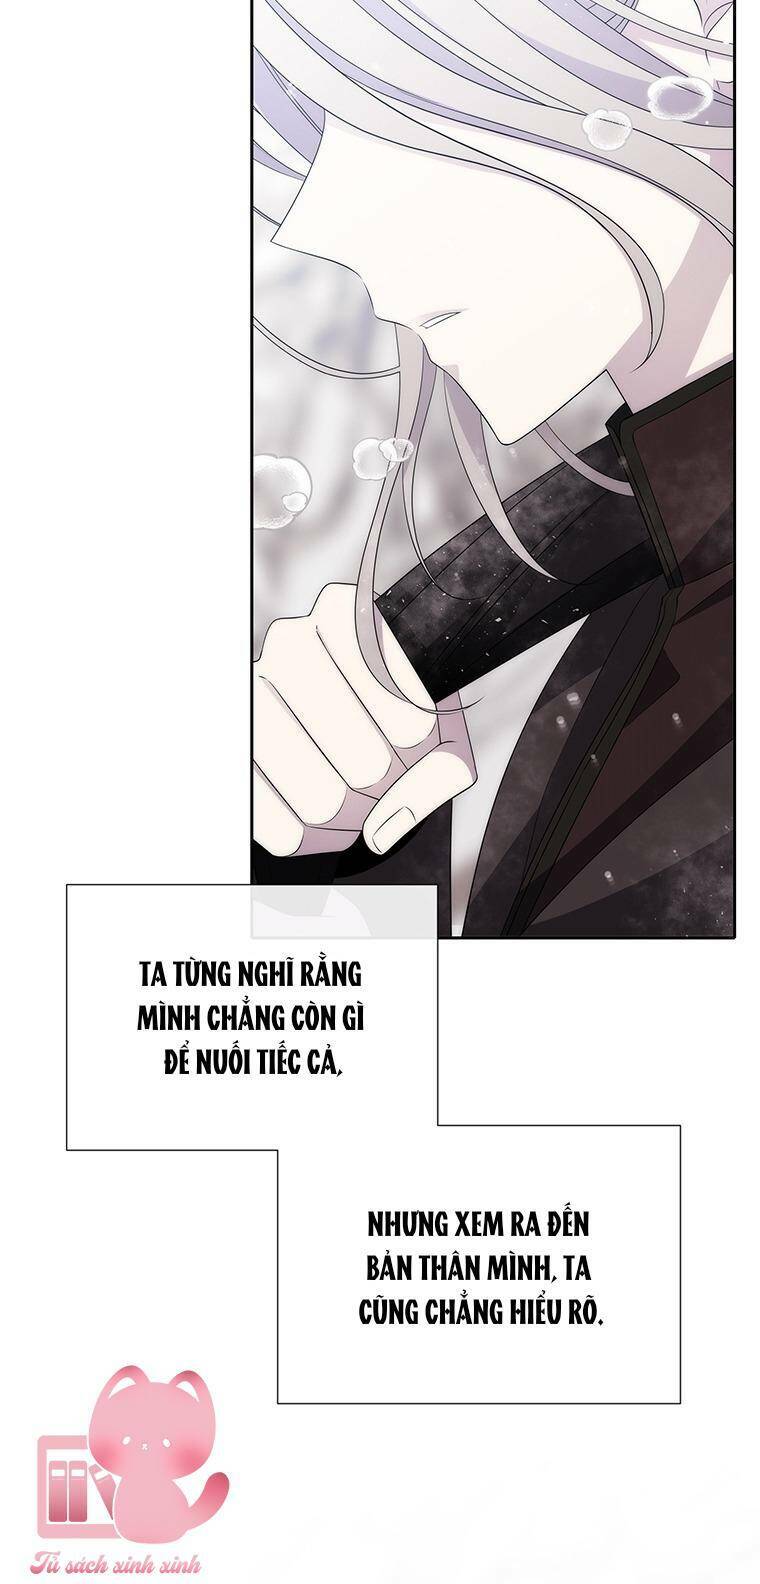 TA TỪNG NGHĨ RẰNG
MÌNH CHẲNG CÒN GÌ
ĐỂ NUỐI TIẾC CẢ,
NHƯNG XEM RA ĐẾN
BẢN THÂN MÌNH, TA
CŨNG CHẲNG HIỂU RÕ.
Tủ sách xinh xinh